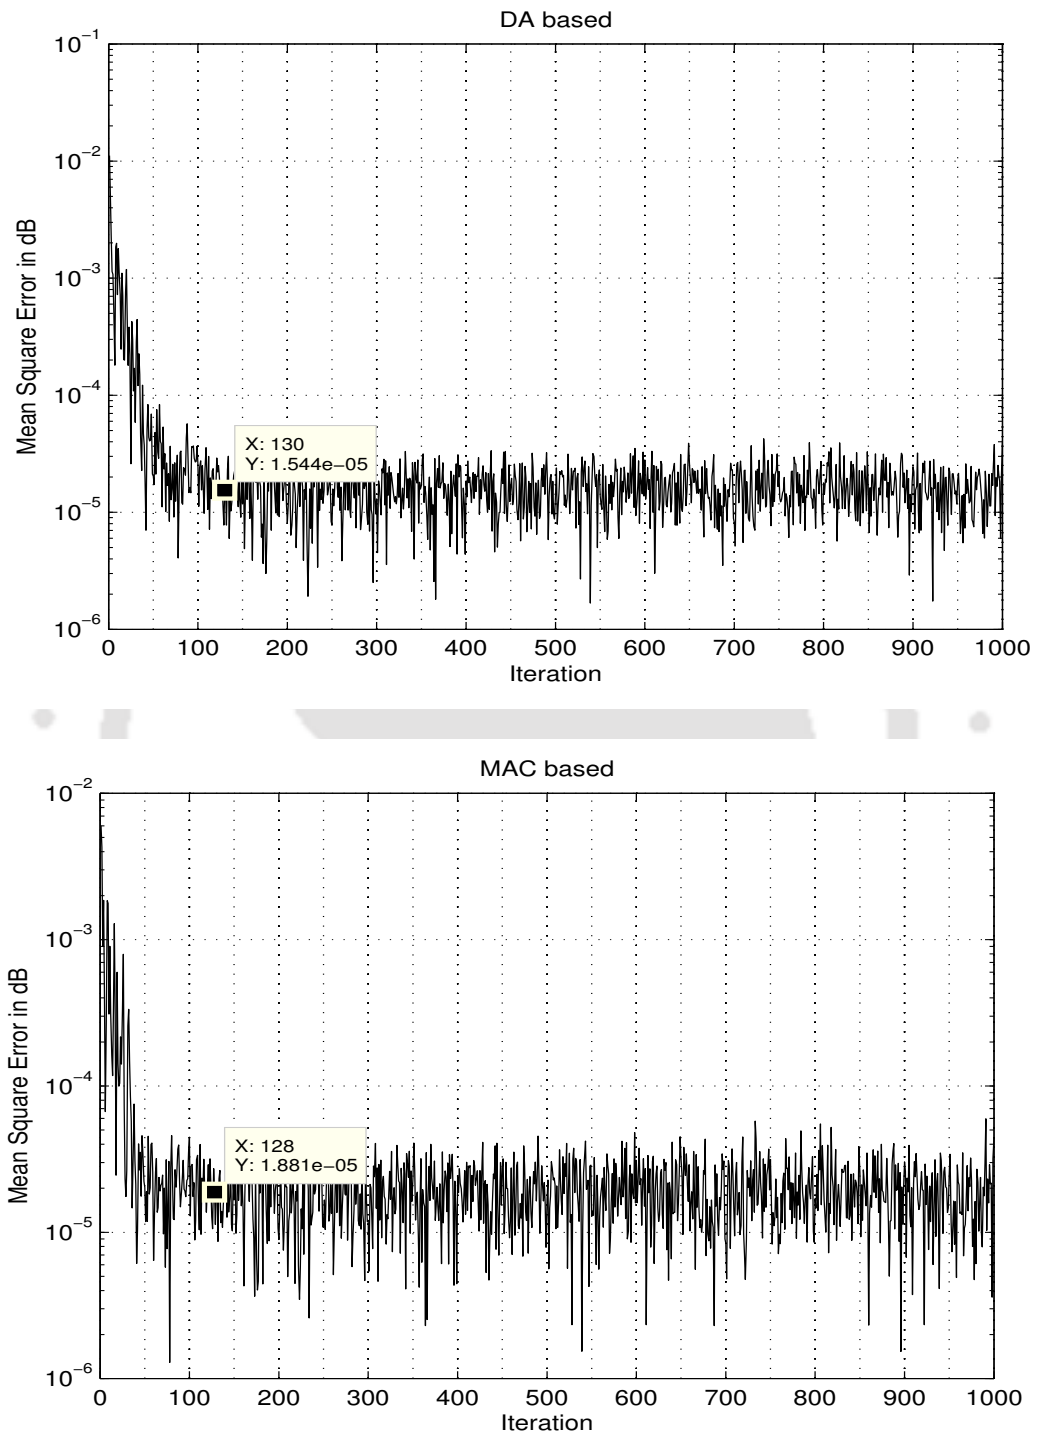 DA based
10⁻¹
10⁻²
10⁻³
10⁻⁴
10⁻⁵
10⁻⁶
Mean Square Error in dB
X: 130
Y: 1.544e−05
0 100 200 300 400 500 600 700 800 900 1000
Iteration
MAC based
10⁻²
10⁻³
10⁻⁴
10⁻⁵
10⁻⁶
Mean Square Error in dB
X: 128
Y: 1.881e−05
0 100 200 300 400 500 600 700 800 900 1000
Iteration